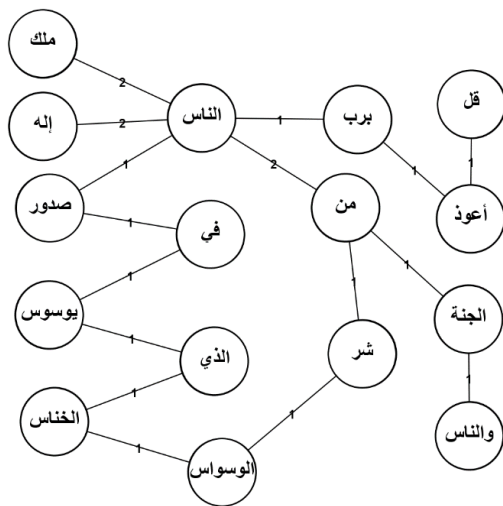 ملك
2
الناس
1
برب
قل
إله
2
1
2
1
1
صدور
1
في
من
أعوذ
1
1
1
يوسوس
1
الذي
شر
الجنة
1
1
1
الخناس
1
الوسواس
والناس